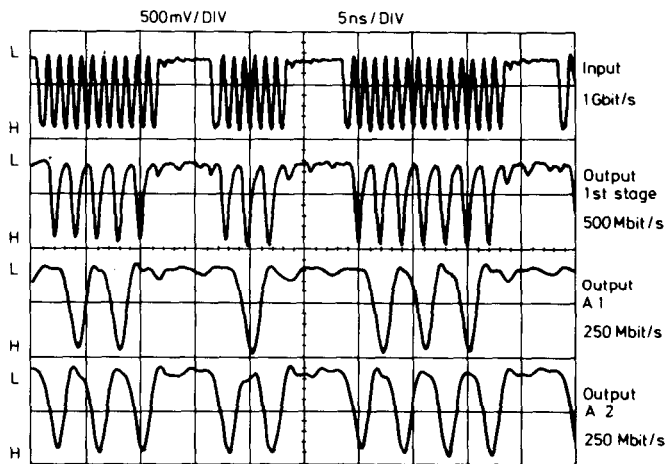 500mV/DIV 5ns/DIV
L
H
Input
1Gbit/s
L
H
Output
1st stage
500Mbit/s
L
H
Output
A 1
250 Mbit/s
L
H
Output
A 2
250 Mbit/s